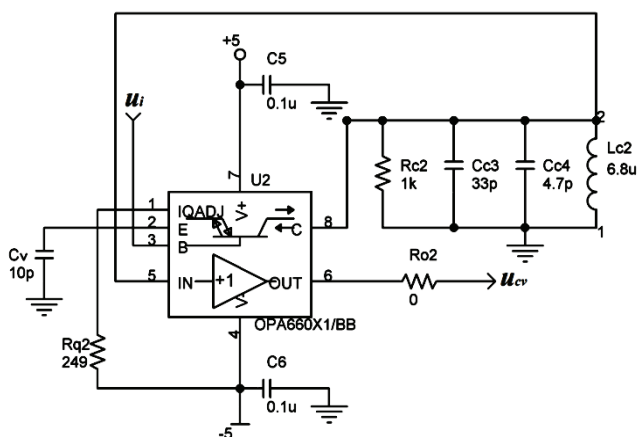 +5
C5
0.1u
ui
2
Lc2
6.8u
Rc2
1k
Cc3
33p
Cc4
4.7p
7
U2
1
IQADJ
V+
2
E
C
8
3
B
Cv
10p
1
5
IN
+1
OUT
6
V-
Ro2
0
ucv
4
OPA660X1/BB
Rq2
249
C6
0.1u
-5